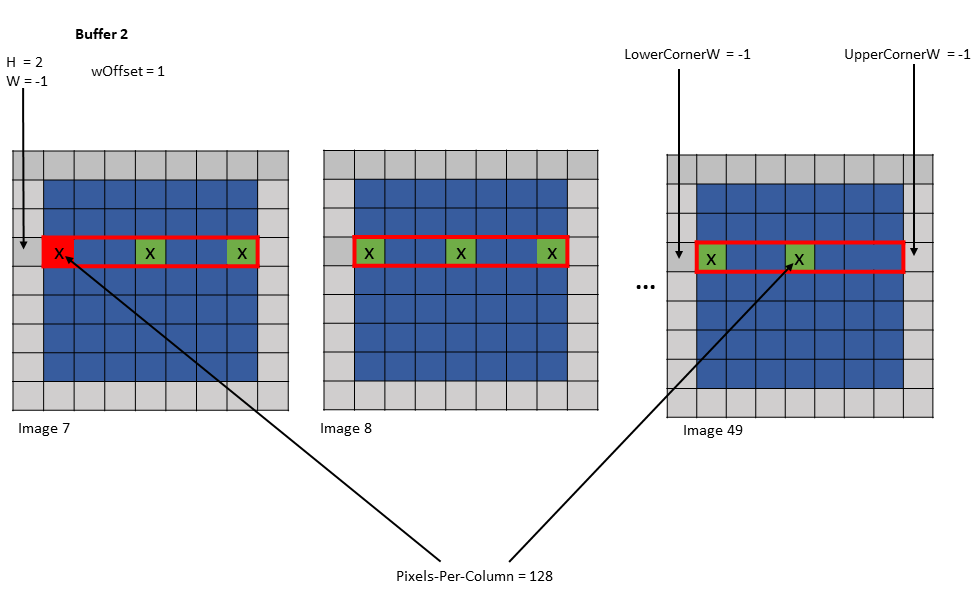 Buffer 2
H = 2
W = -1
wOffset = 1
LowerCornerW = -1
UpperCornerW = -1
X X X
X X X
X X
...
Image 7
Image 8
Image 49
Pixels-Per-Column = 128